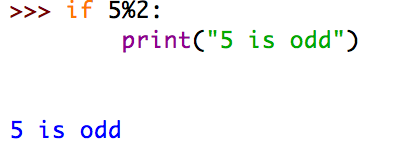 >>> if 5%2:
        print("5 is odd")
5 is odd